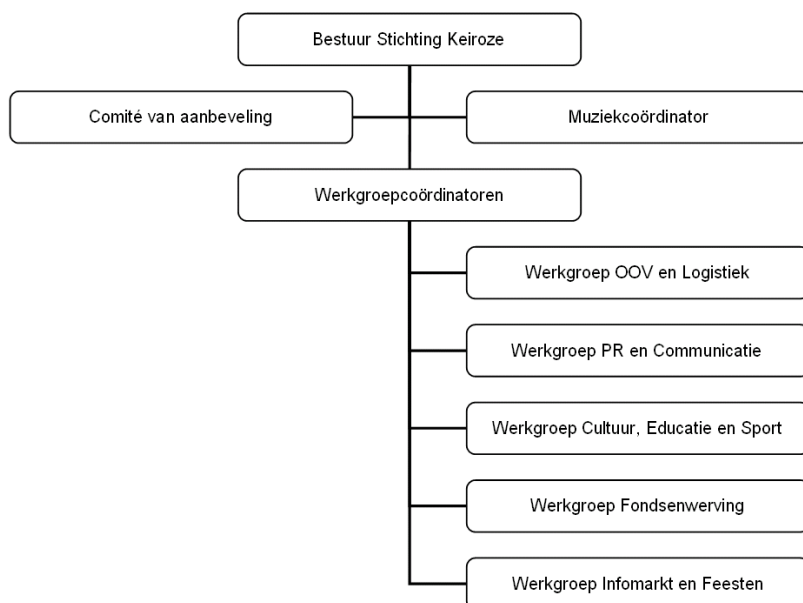 Bestuur Stichting Keiroze
Comité van aanbeveling
Muziekcoördinator
Werkgroepcoördinatoren
Werkgroep OOV en Logistiek
Werkgroep PR en Communicatie
Werkgroep Cultuur, Educatie en Sport
Werkgroep Fondsenwerving
Werkgroep Infomarkt en Feesten